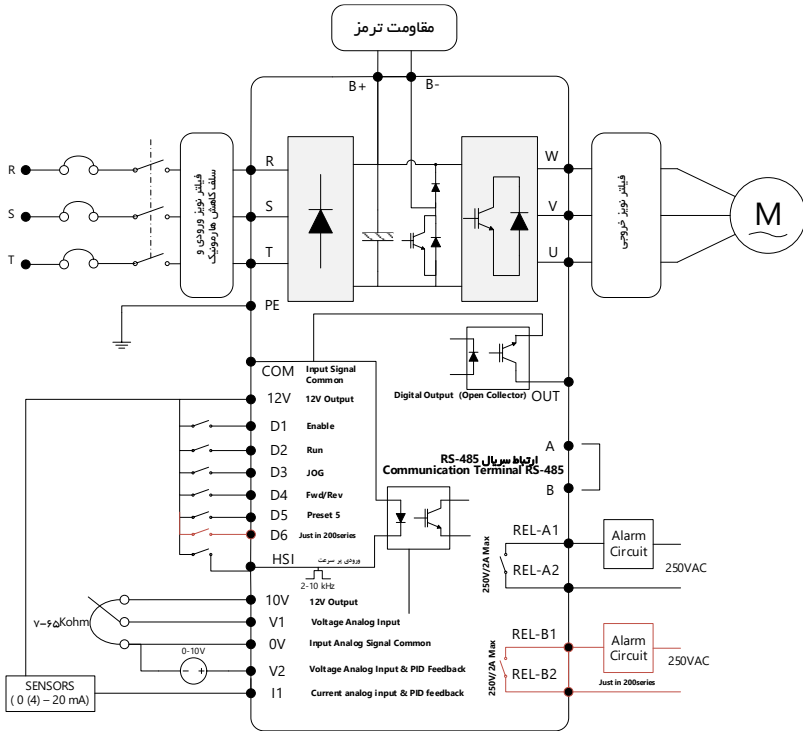 مقاومت ترمز
B+
B-
R
S
T
فیلتر نویز ورودی و
سلف کاهش هارمونیک
R
S
T
PE
W
V
U
فیلتر نویز خروجی
M
COM
Input Signal
Common
12V
12V Output
D1
Enable
D2
Run
D3
JOG
D4
Fwd/Rev
D5
Preset 5
D6
Just in 200series
HSI
ورودی پر سرعت
2-10 kHz
10V
12V Output
V1
Voltage Analog Input
0V
Input Analog Signal Common
V2
Voltage Analog Input & PID Feedback
I1
Current analog input & PID feedback
۷-۶۵Kohm
0-10V
SENSORS
( 0 (4) – 20 mA)
Digital Output (Open Collector)
OUT
A
ارتباط سریال RS-485
Communication Terminal RS-485
B
250V/2A Max
REL-A1
REL-A2
Alarm
Circuit
250VAC
250V/2A Max
REL-B1
REL-B2
Alarm
Circuit
250VAC
Just in 200series